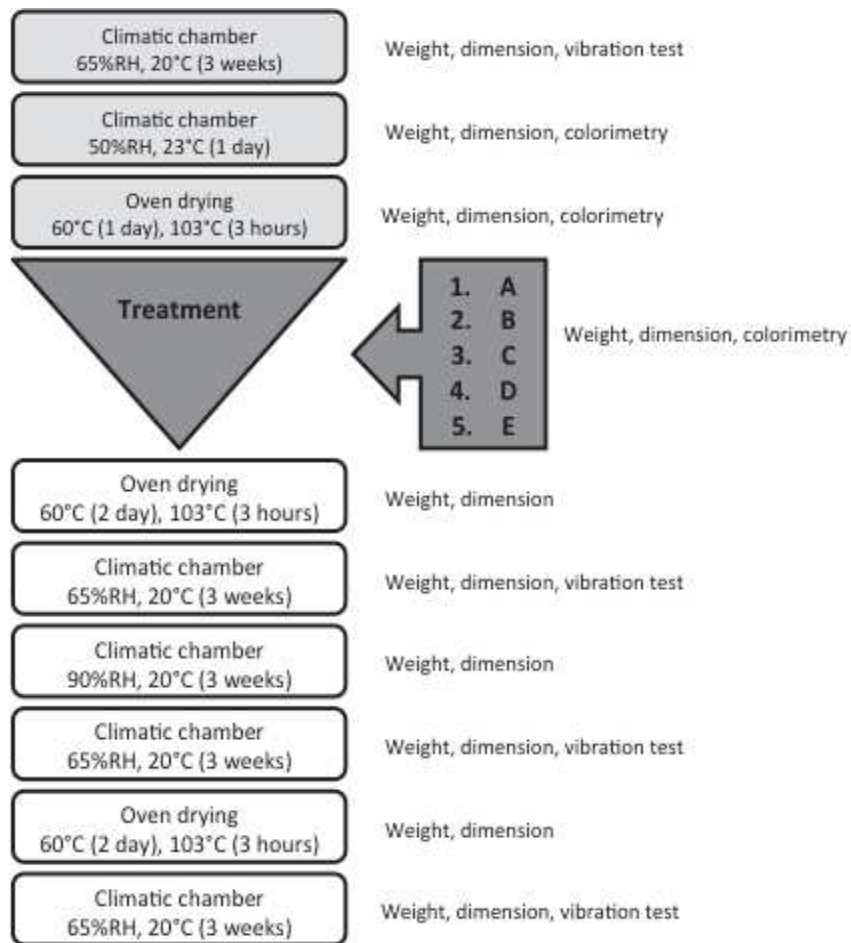 Climatic chamber
65%RH, 20°C (3 weeks)
Weight, dimension, vibration test
Climatic chamber
50%RH, 23°C (1 day)
Weight, dimension, colorimetry
Oven drying
60°C (1 day), 103°C (3 hours)
Weight, dimension, colorimetry
Treatment
1. A
2. B
3. C
4. D
5. E
Weight, dimension, colorimetry
Oven drying
60°C (2 day), 103°C (3 hours)
Weight, dimension
Climatic chamber
65%RH, 20°C (3 weeks)
Weight, dimension, vibration test
Climatic chamber
90%RH, 20°C (3 weeks)
Weight, dimension
Climatic chamber
65%RH, 20°C (3 weeks)
Weight, dimension, vibration test
Oven drying
60°C (2 day), 103°C (3 hours)
Weight, dimension
Climatic chamber
65%RH, 20°C (3 weeks)
Weight, dimension, vibration test